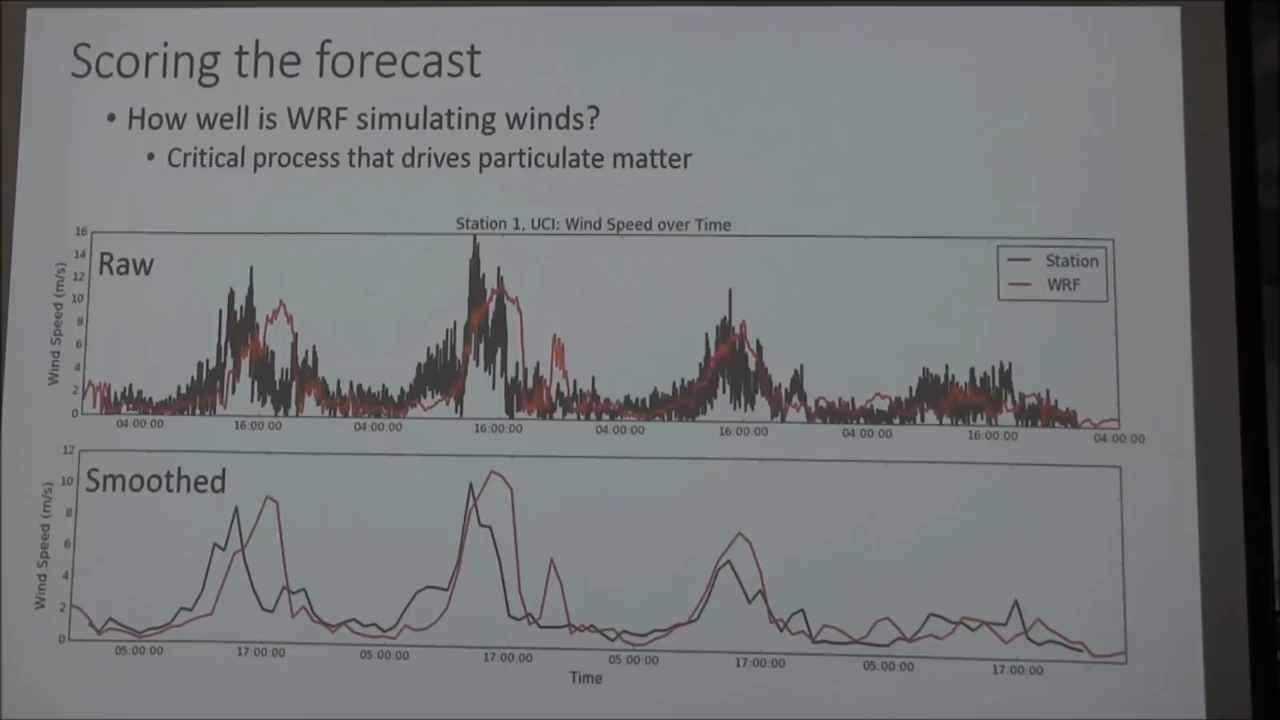 Scoring the forecast
• How well is WRF simulating winds?
• Critical process that drives particulate matter
Station 1, UCI: Wind Speed over Time
Raw
Station
WRF
Wind Speed (m/s)
16
14
12
10
8
6
4
2
0
04:00:00 16:00:00 04:00:00 16:00:00 04:00:00 16:00:00 04:00:00 16:00:00 04:00:00
Smoothed
Wind Speed (m/s)
12
10
8
6
4
2
0
05:00:00 17:00:00 05:00:00 17:00:00 05:00:00 17:00:00 05:00:00 17:00:00
Time